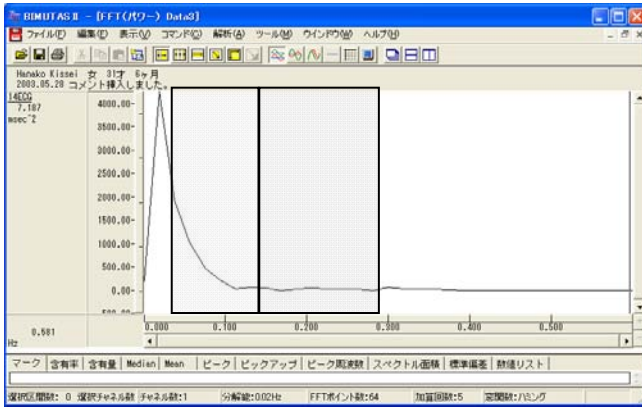 BIMUTAS II - [FFT(パワー) Data3]
ファイル(F) 編集(E) 表示(V) コマンド(C) 解析(A) ツール(M) ウインドウ(W) ヘルプ(H)
Hanako Kissei 女 31才 6ヶ月
2003.05.28 コメント挿入しました。
14ECG
7.187
msec^2
4000.00
3500.00
3000.00
2500.00
2000.00
1500.00
1000.00
500.00
0.00
500.00
0.581
Hz
0.000 0.100 0.200 0.300 0.400 0.500
マーク 含有率 含有量 Median Mean ピーク ピックアップ ピーク周波数 スペクトル面積 標準偏差 数値リスト
選択区間数: 0 選択チャネル数 チャネル数:1 分解能:0.02Hz FFTポイント数:64 加算回数:5 窓関数:ハミング